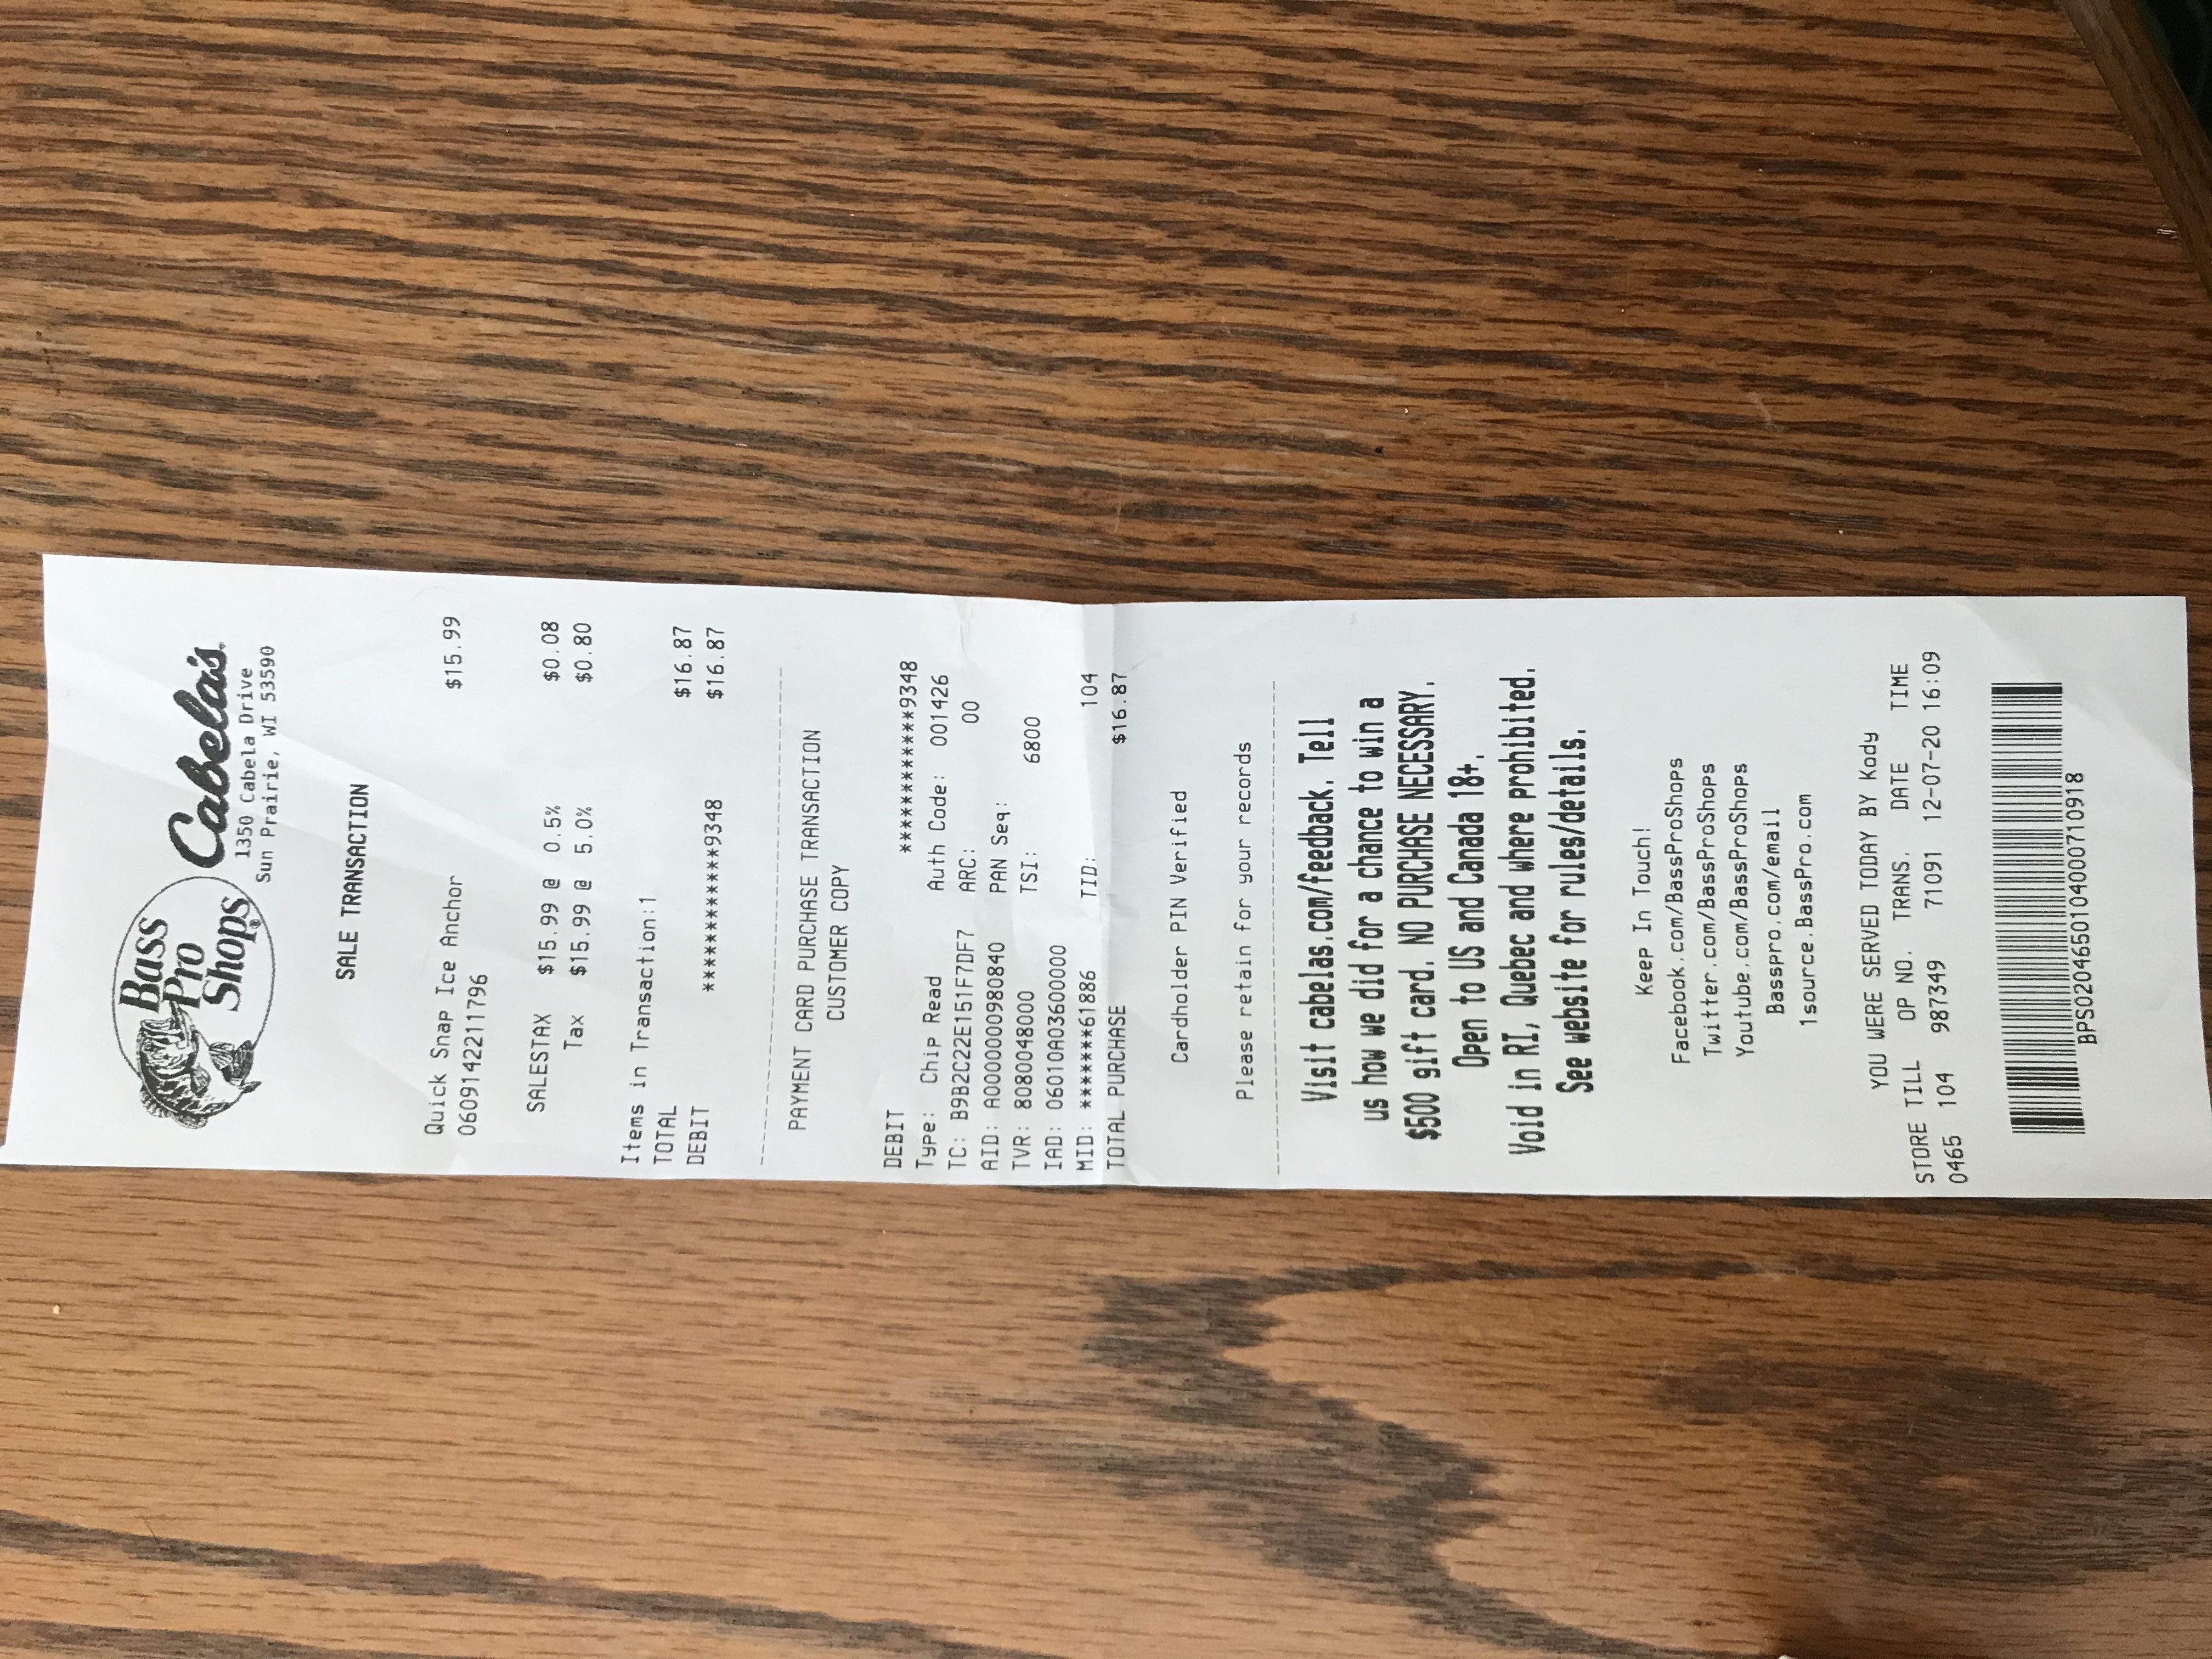 Bass
Pro
Shops®
Cabela's
1350 Cabela Drive
Sun Prairie, WI 53590
SALE TRANSACTION
Quick Snap Ice Anchor $15.99
060914221​1796
SALESTAX $15.99 @ 0.5% $0.08
Tax $15.99 @ 5.0% $0.80
Items in Transaction:1
TOTAL $16.87
DEBIT $16.87
************9348
PAYMENT CARD PURCHASE TRANSACTION
CUSTOMER COPY
DEBIT ************9348
Type: Chip Read Auth Code: 001426
TC: B9B2C22E151F7DF7 ARC: 00
AID: A0000000980840 PAN Seq:
TVR: 8080048000 TSI: 6800
IAD: 06010A03600000
MID: *******61886 TID: 104
TOTAL PURCHASE $16.87
Cardholder PIN Verified
Please retain for your records
Visit cabelas.com/feedback. Tell
us how we did for a chance to win a
$500 gift card. NO PURCHASE NECESSARY.
Open to US and Canada 18+.
Void in RI, Quebec and where prohibited.
See website for rules/details.
Keep In Touch!
Facebook.com/BassProShops
Twitter.com/BassProShops
Youtube.com/BassProShops
Basspro.com/email
1source.BassPro.com
YOU WERE SERVED TODAY BY Kody
STORE TILL OP NO. TRANS. DATE TIME
0465 104 987349 71091 12-07-20 16:09
BPS020465010400​0710918